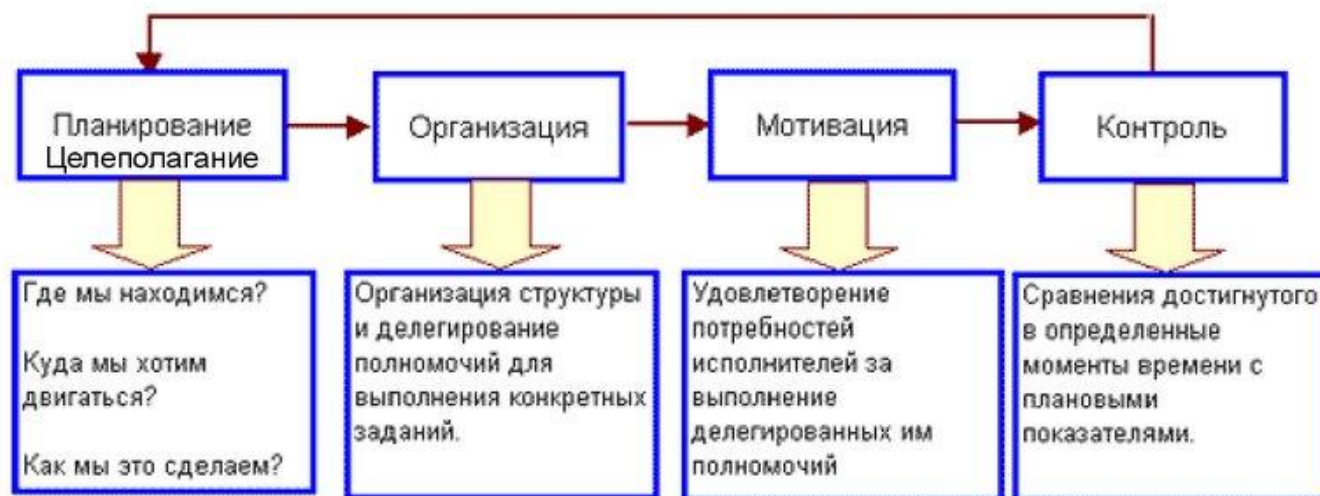 Планирование
Целеполагание
Организация
Мотивация
Контроль
Где мы находимся?
Куда мы хотим
двигаться?
Как мы это сделаем?
Организация структуры
и делегирование
полномочий для
выполнения конкретных
заданий.
Удовлетворение
потребностей
исполнителей за
выполнение
делегированных им
полномочий
Сравнения достигнутого
в определенные
моменты времени с
плановыми
показателями.